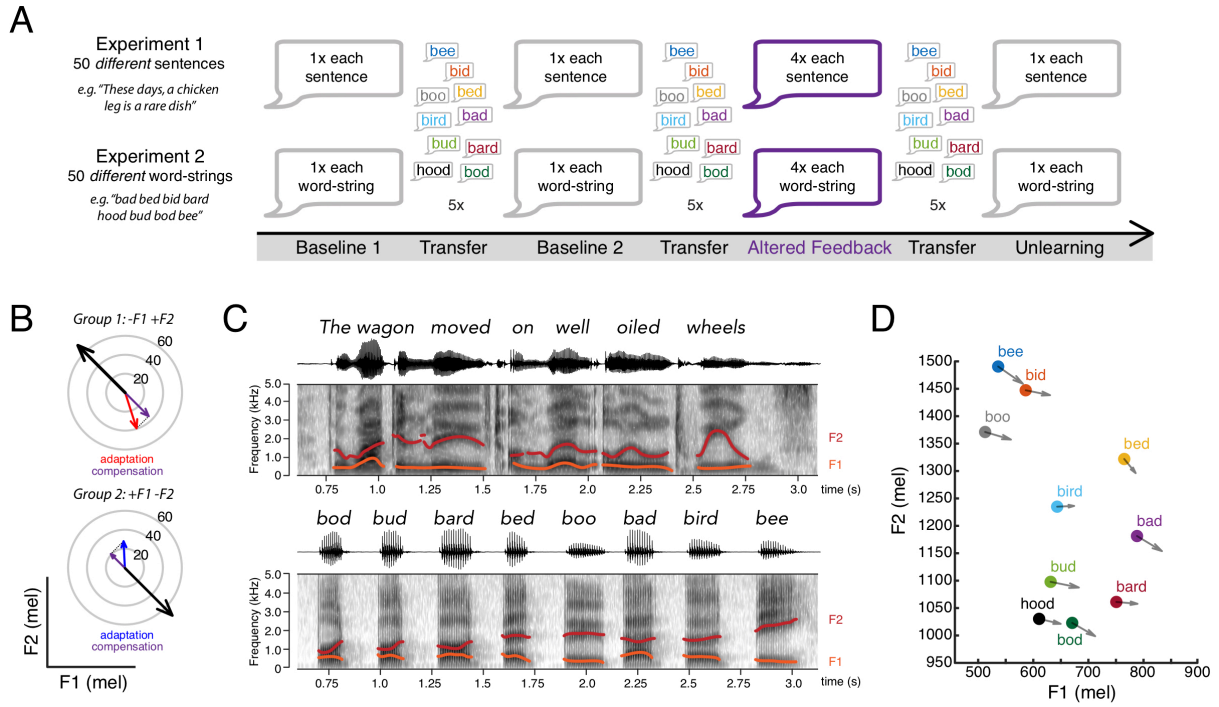 A
Experiment 1
50 different sentences
e.g. “These days, a chicken
leg is a rare dish”
1x each
sentence
bee
bid
boo
bed
bird
bad
bud
bard
hood
bod
5x
1x each
sentence
bee
bid
boo
bed
bird
bad
bud
bard
hood
bod
5x
4x each
sentence
bee
bid
boo
bed
bird
bad
bud
bard
hood
bod
5x
1x each
sentence
Experiment 2
50 different word-strings
e.g. “bad bed bid bard
hood bud bod bee”
1x each
word-string
1x each
word-string
4x each
word-string
1x each
word-string
Baseline 1 Transfer Baseline 2 Transfer Altered Feedback Transfer Unlearning
B
Group 1: -F1 +F2
60
40
20
adaptation
compensation
Group 2: +F1 -F2
60
40
20
adaptation
compensation
F2 (mel)
F1 (mel)
C
The wagon moved on well oiled wheels
Frequency (kHz)
5.0
4.0
3.0
2.0
1.0
0
F2
F1
0.75 1.0 1.25 1.5 1.75 2.0 2.25 2.5 2.75 3.0 time (s)
bod bud bard bed boo bad bird bee
Frequency (kHz)
5.0
4.0
3.0
2.0
1.0
0
F2
F1
0.75 1.0 1.25 1.5 1.75 2.0 2.25 2.5 2.75 3.0 time (s)
D
F2 (mel)
1500
1450
1400
1350
1300
1250
1200
1150
1100
1050
1000
950
bee
bid
boo
bed
bird
bad
bud
bard
hood
bod
500 600 700 800 900
F1 (mel)